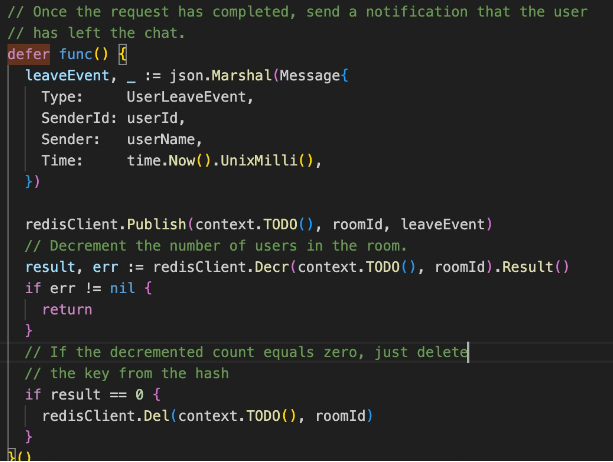 // Once the request has completed, send a notification that the user
// has left the chat.
defer func() {
leaveEvent, _ := json.Marshal(Message{
Type: UserLeaveEvent,
SenderId: userId,
Sender: userName,
Time: time.Now().UnixMilli(),
})
redisClient.Publish(context.TODO(), roomId, leaveEvent)
// Decrement the number of users in the room.
result, err := redisClient.Decr(context.TODO(), roomId).Result()
if err != nil {
return
}
// If the decremented count equals zero, just delete
// the key from the hash
if result == 0 {
redisClient.Del(context.TODO(), roomId)
}
}()